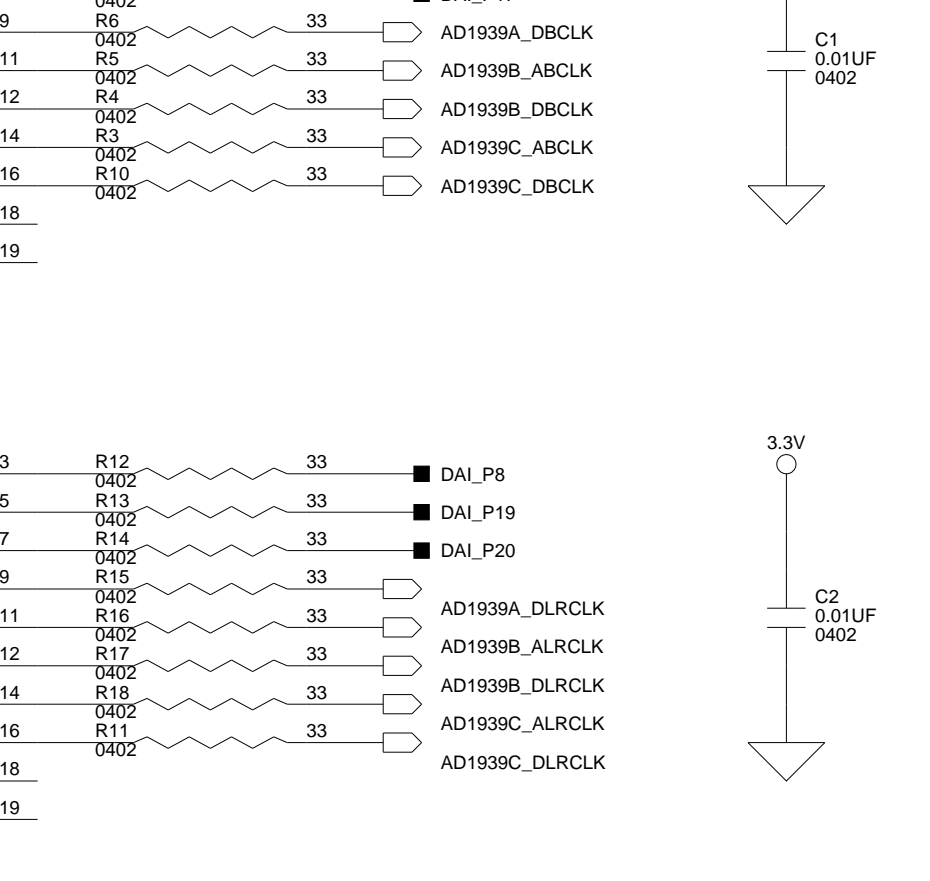 0402
9 R6 33 AD1939A_DBCLK
0402
11 R5 33 AD1939B_ABCLK
0402
12 R4 33 AD1939B_DBCLK
0402
14 R3 33 AD1939C_ABCLK
0402
16 R10 33 AD1939C_DBCLK
0402
18
19
C1
0.01UF
0402
3 R12 33 DAI_P8
0402
5 R13 33 DAI_P19
0402
7 R14 33 DAI_P20
0402
9 R15 33
0402 AD1939A_DLRCLK
11 R16 33
0402 AD1939B_ALRCLK
12 R17 33
0402 AD1939B_DLRCLK
14 R18 33
0402 AD1939C_ALRCLK
16 R11 33
0402 AD1939C_DLRCLK
18
19
3.3V
C2
0.01UF
0402